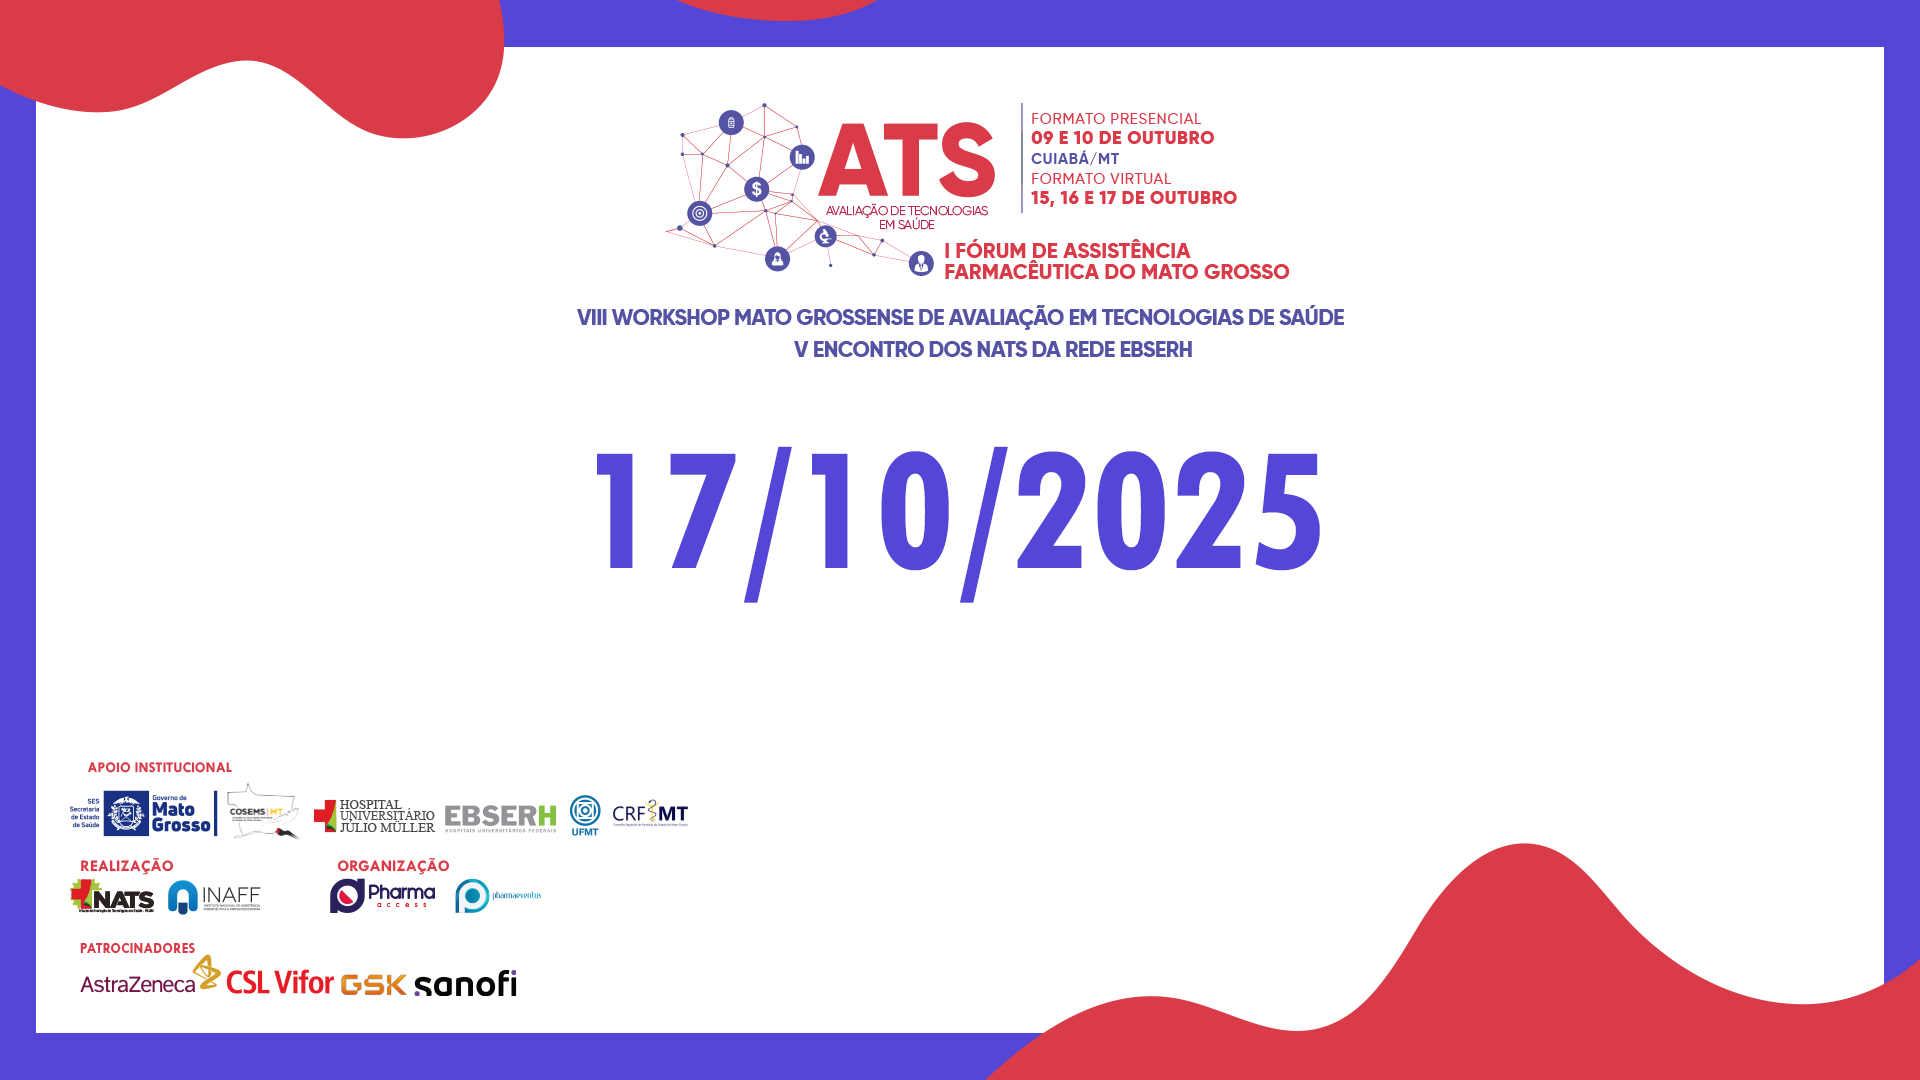 ATS
AVALIAÇÃO DE TECNOLOGIAS
EM SAÚDE
FORMATO PRESENCIAL
09 E 10 DE OUTUBRO
CUIABÁ/MT
FORMATO VIRTUAL
15, 16 E 17 DE OUTUBRO
I FÓRUM DE ASSISTÊNCIA
FARMACÊUTICA DO MATO GROSSO
VIII WORKSHOP MATO GROSSENSE DE AVALIAÇÃO EM TECNOLOGIAS DE SAÚDE
V ENCONTRO DOS NATS DA REDE EBSERH
17/10/2025
APOIO INSTITUCIONAL
SES
Secretaria
de Estado
de Saúde
Governo de
Mato
Grosso
COSEMS|MT
HOSPITAL
UNIVERSITÁRIO
JÚLIO MÜLLER
EBSERH
HOSPITAIS UNIVERSITÁRIOS FEDERAIS
UFMT
CRF MT
REALIZAÇÃO
NATS
INAFF
ORGANIZAÇÃO
Pharma
access
pharmaeventus
PATROCINADORES
AstraZeneca
CSL Vifor
GSK
sanofi